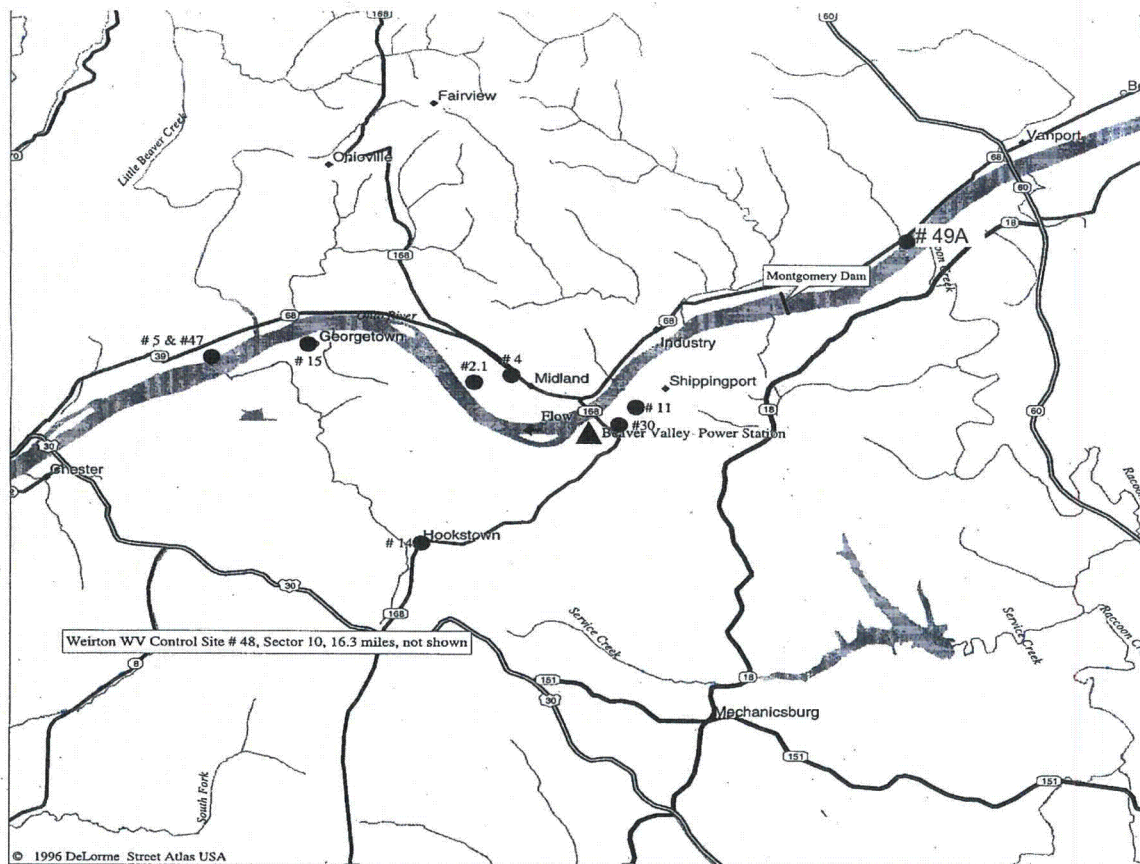 168
60
Fairview
Little Beaver Creek
Ohioville
Vanport
68
60
18
# 49A
168
Montgomery Dam
68
Ohio River
# 5 & #47
39
Georgetown
# 15
68
Industry
#2.1
# 4
Midland
Shippingport
Flow
168
# 11
#30
18
Beaver Valley Power Station
60
30
Chester
Hookstown
# 14
30
168
Service Creek
Service Creek
Weirton WV Control Site # 48, Sector 10, 16.3 miles, not shown
8
151
18
30
Mechanicsburg
151
151
South Fork
© 1996 DeLorme Street Atlas USA